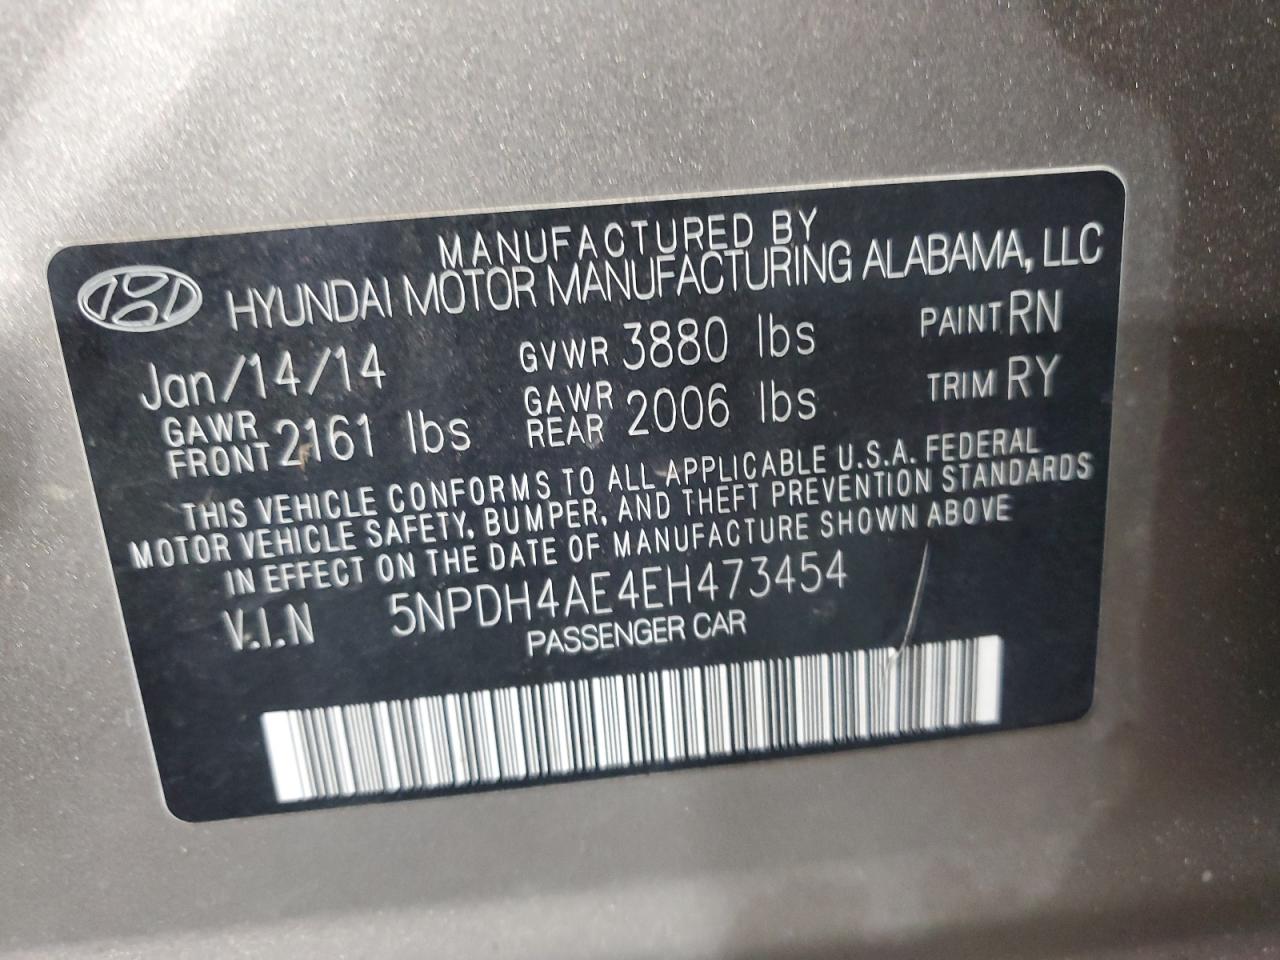 MANUFACTURED BY
HYUNDAI MOTOR MANUFACTURING ALABAMA, LLC
Jan/14/14 GVWR 3880 lbs PAINT RN
GAWR FRONT 2161 lbs GAWR REAR 2006 lbs TRIM RY
THIS VEHICLE CONFORMS TO ALL APPLICABLE U.S.A. FEDERAL
MOTOR VEHICLE SAFETY, BUMPER, AND THEFT PREVENTION STANDARDS
IN EFFECT ON THE DATE OF MANUFACTURE SHOWN ABOVE
V.I.N 5NPDH4AE4EH473454
PASSENGER CAR